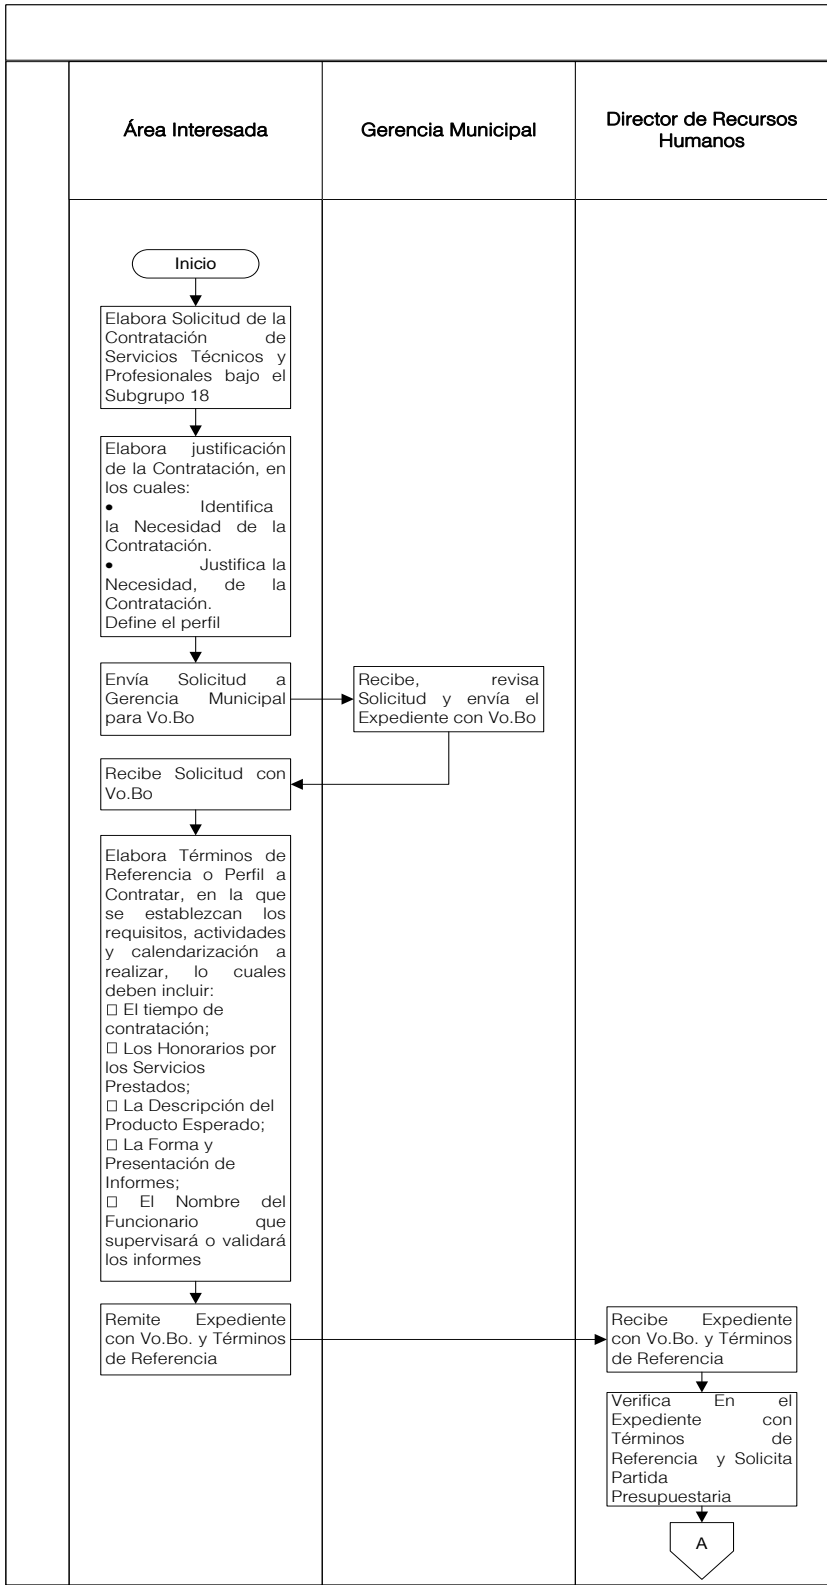 Área Interesada
Gerencia Municipal
Director de Recursos
Humanos
Inicio
Elabora Solicitud de la
Contratación de
Servicios Técnicos y
Profesionales bajo el
Subgrupo 18
Elabora justificación
de la Contratación, en
los cuales:
• Identifica
la Necesidad de la
Contratación.
• Justifica la
Necesidad, de la
Contratación.
Define el perfil
Envía Solicitud a
Gerencia Municipal
para Vo.Bo
Recibe, revisa
Solicitud y envía el
Expediente con Vo.Bo
Recibe Solicitud con
Vo.Bo
Elabora Términos de
Referencia o Perfil a
Contratar, en la que
se establezcan los
requisitos, actividades
y calendarización a
realizar, lo cuales
deben incluir:
□ El tiempo de
contratación;
□ Los Honorarios por
los Servicios
Prestados;
□ La Descripción del
Producto Esperado;
□ La Forma y
Presentación de
Informes;
□ El Nombre del
Funcionario que
supervisará o validará
los informes
Remite Expediente
con Vo.Bo. y Términos
de Referencia
Recibe Expediente
con Vo.Bo. y Términos
de Referencia
Verifica En el
Expediente con
Términos de
Referencia y Solicita
Partida
Presupuestaria
A